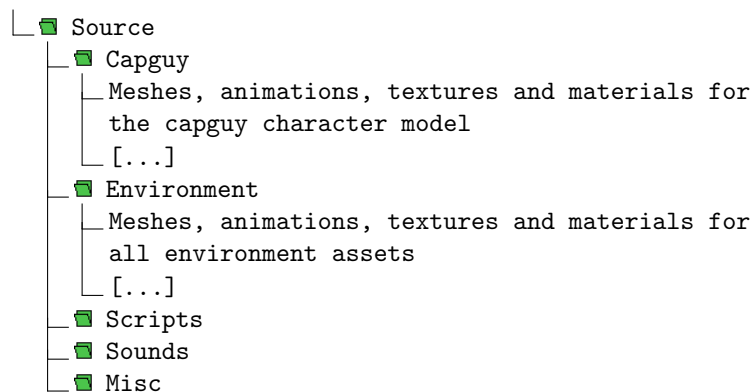 Source
Capguy
Meshes, animations, textures and materials for
the capguy character model
[...]
Environment
Meshes, animations, textures and materials for
all environment assets
[...]
Scripts
Sounds
Misc